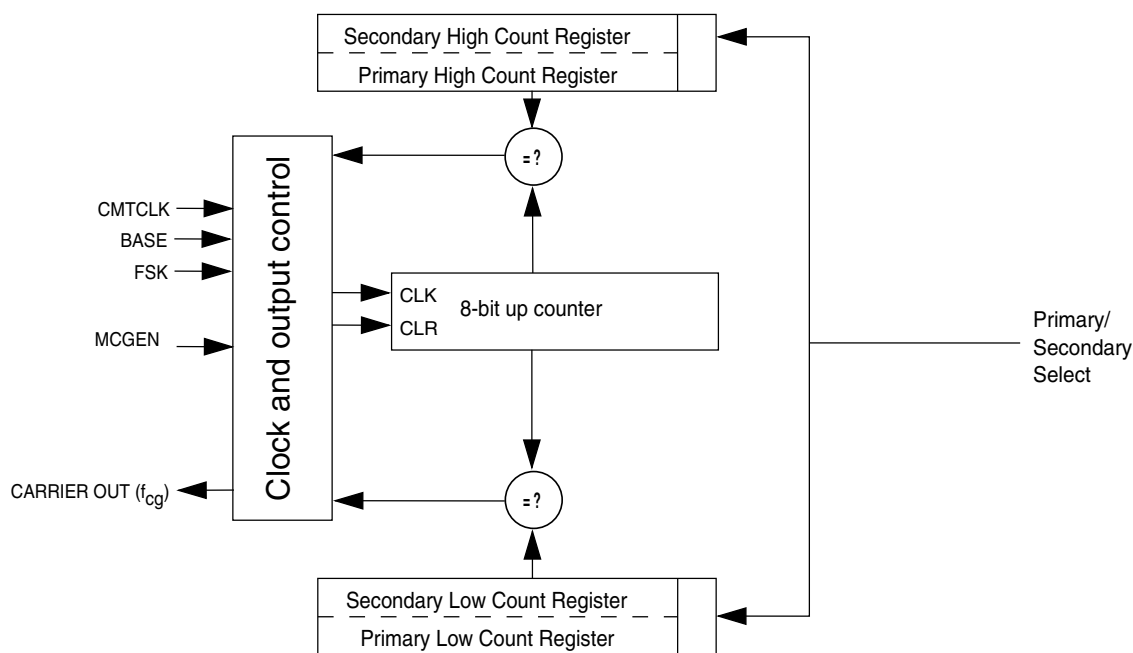 Secondary High Count Register
Primary High Count Register
= ?
Clock and output control
CMTCLK
BASE
FSK
MCGEN
CLK
CLR
8-bit up counter
Primary/
Secondary
Select
CARRIER OUT (fcg)
= ?
Secondary Low Count Register
Primary Low Count Register